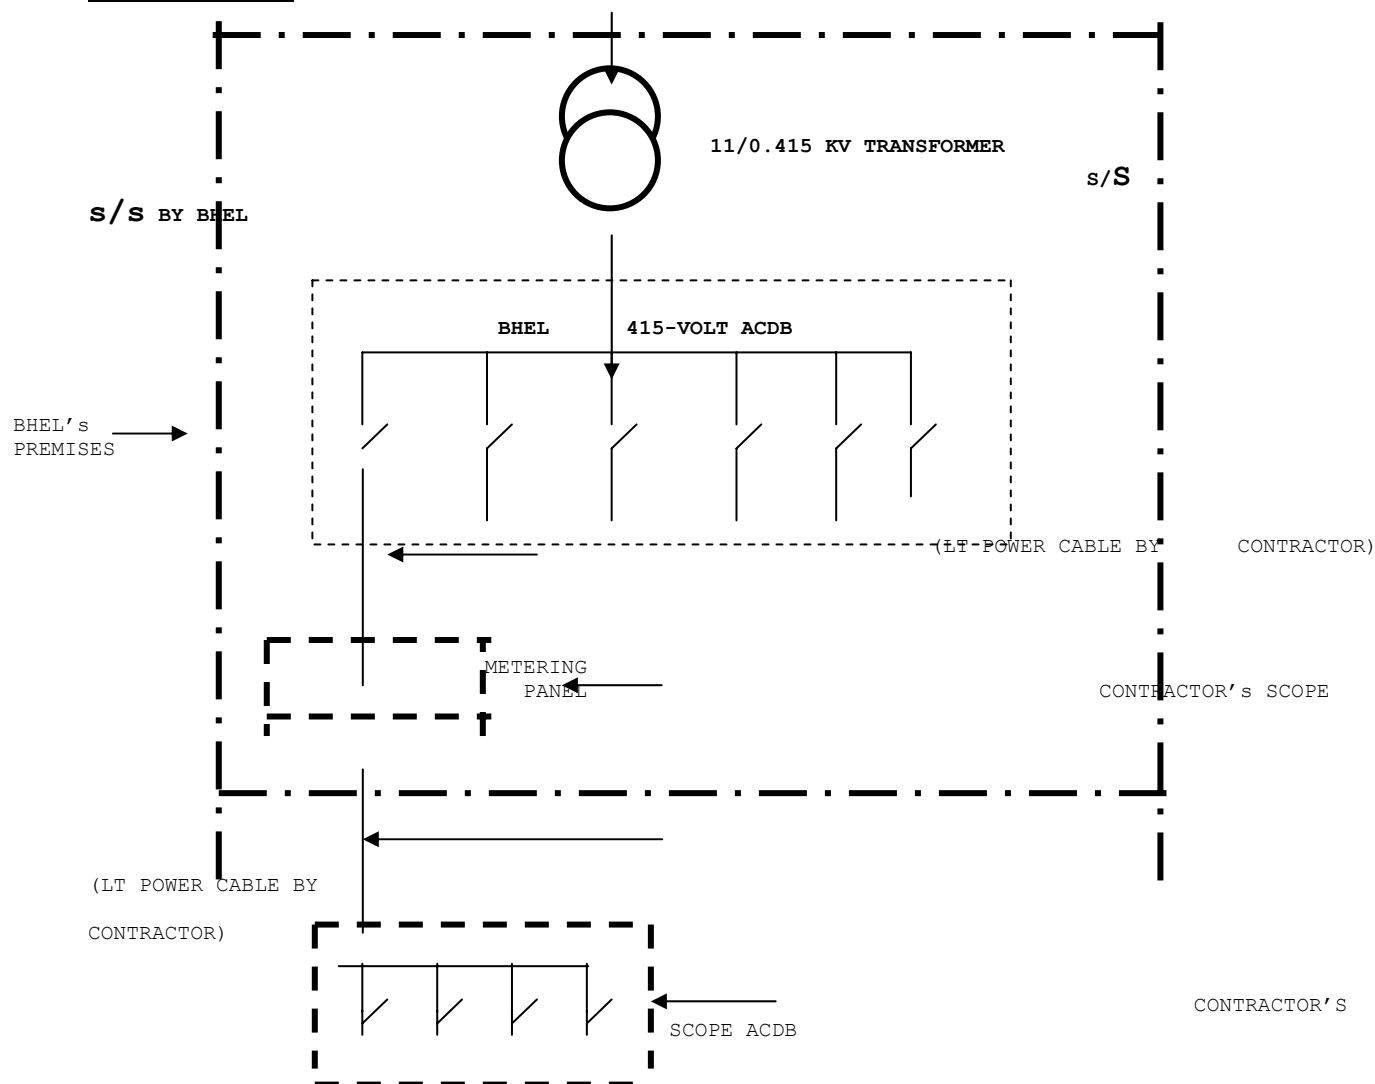 11/0.415 KV TRANSFORMER
s/S
s/s BY BHEL
BHEL 415-VOLT ACDB
BHEL’s
PREMISES
(LT POWER CABLE BY CONTRACTOR)
METERING
PANEL
CONTRACTOR’s SCOPE
(LT POWER CABLE BY
CONTRACTOR)
CONTRACTOR’S
SCOPE ACDB